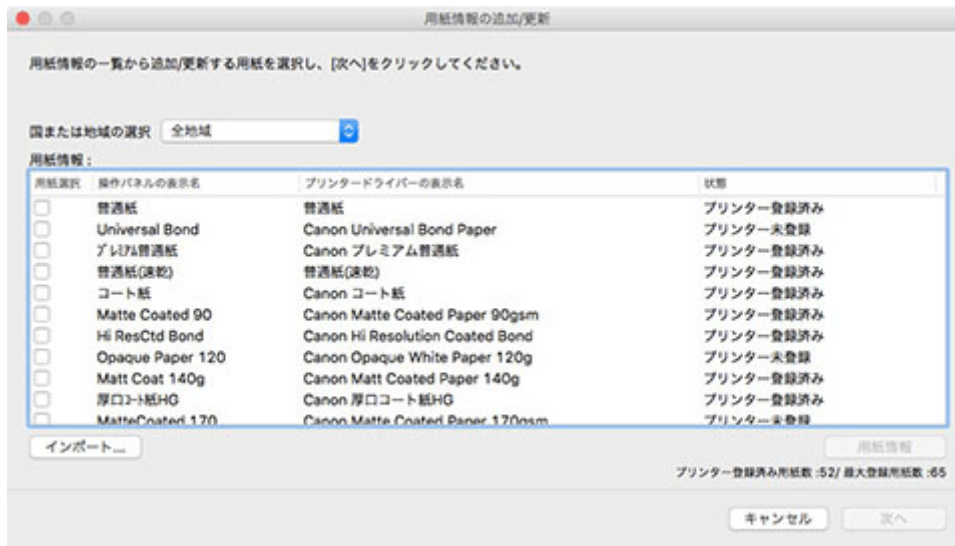 用紙情報の追加/更新
用紙情報の一覧から追加/更新する用紙を選択し、[次へ]をクリックしてください。
国または地域の選択 全地域
用紙情報：
用紙選択 操作パネルの表示名 プリンタードライバーの表示名 状態
普通紙 普通紙 プリンター登録済み
Universal Bond Canon Universal Bond Paper プリンター未登録
ﾌﾟﾚﾐｱﾑ普通紙 Canon プレミアム普通紙 プリンター登録済み
普通紙(速乾) 普通紙(速乾) プリンター登録済み
コート紙 Canon コート紙 プリンター登録済み
Matte Coated 90 Canon Matte Coated Paper 90gsm プリンター登録済み
Hi ResCtd Bond Canon Hi Resolution Coated Bond プリンター登録済み
Opaque Paper 120 Canon Opaque White Paper 120g プリンター未登録
Matt Coat 140g Canon Matt Coated Paper 140g プリンター登録済み
厚口ｺｰﾄ紙HG Canon 厚口コート紙HG プリンター登録済み
MatteCoated 170 Canon Matte Coated Paper 170gsm プリンター未登録
インポート... 用紙情報
プリンター登録済み用紙数 :52/ 最大登録用紙数 :65
キャンセル 次へ